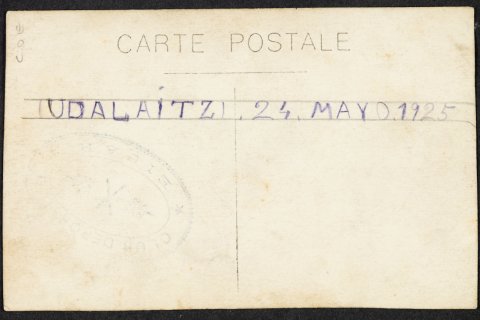 CARTE POSTALE
UDALAITZ. 24. MAYO. 1925